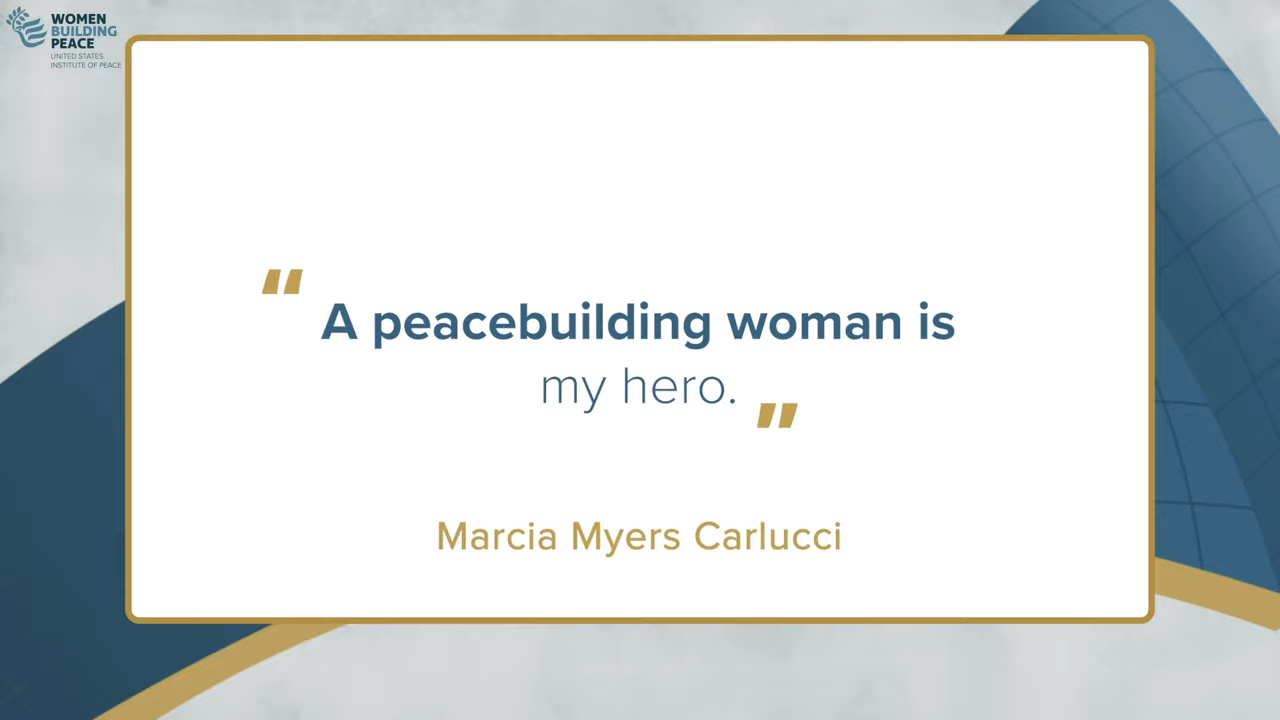 WOMEN
BUILDING
PEACE
UNITED STATES
INSTITUTE OF PEACE
"A peacebuilding woman is
my hero."
Marcia Myers Carlucci